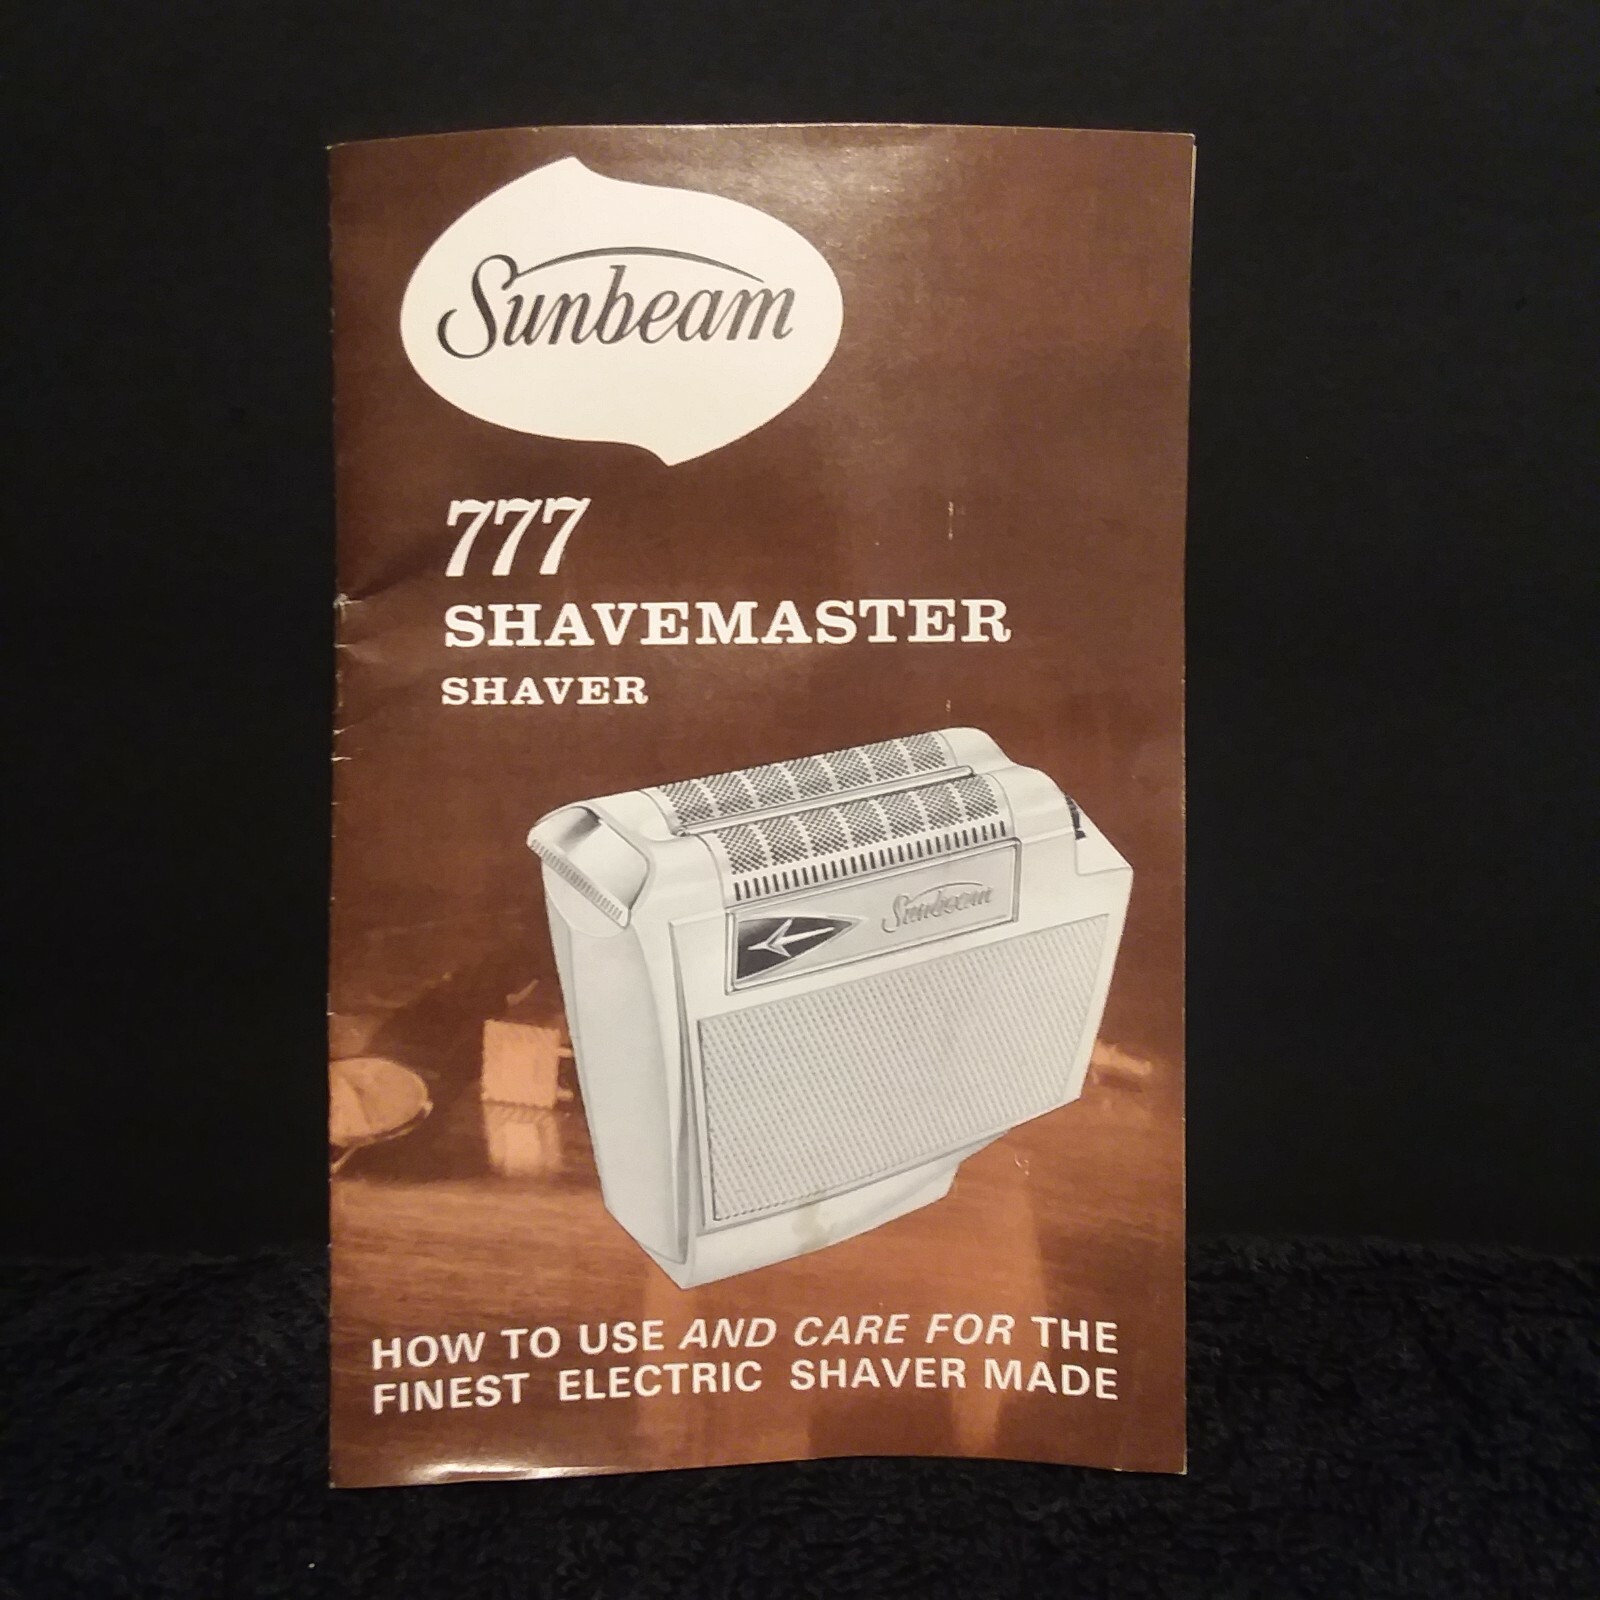 Sunbeam
777
SHAVEMASTER
SHAVER
Sunbeam
HOW TO USE AND CARE FOR THE
FINEST ELECTRIC SHAVER MADE